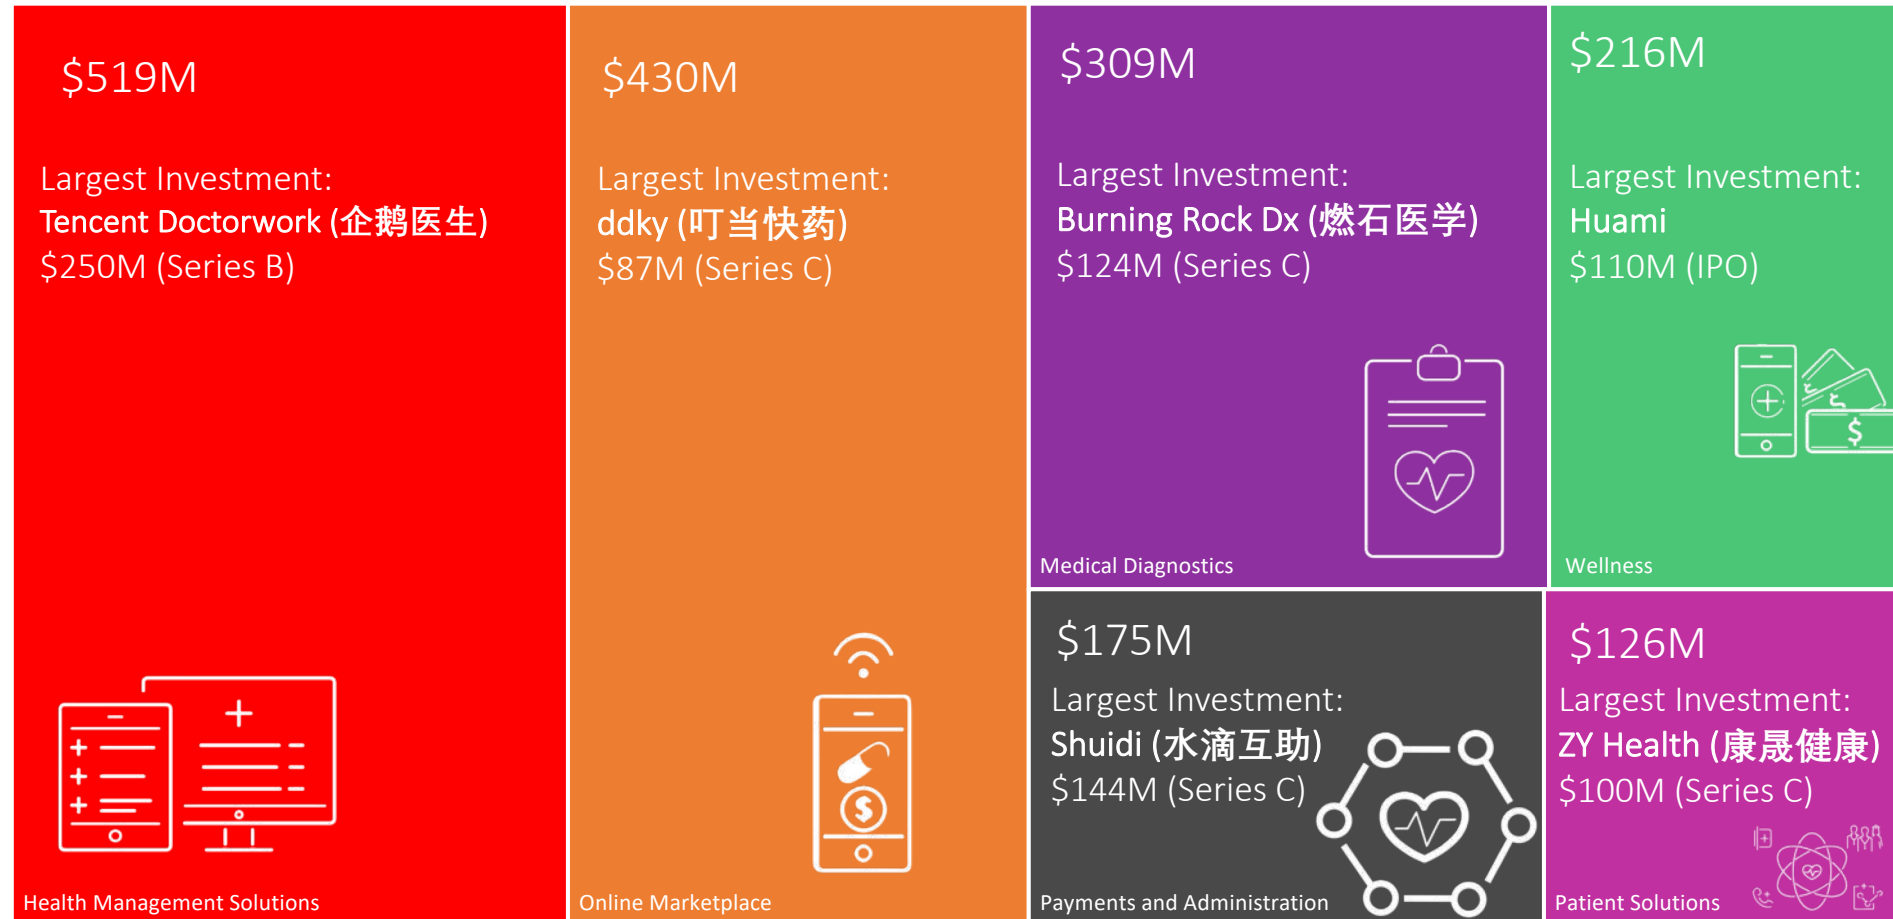 $519M
Largest Investment:
Tencent Doctorwork (企鹅医生)
$250M (Series B)
Health Management Solutions
$430M
Largest Investment:
ddky (叮当快药)
$87M (Series C)
Online Marketplace
$309M
Largest Investment:
Burning Rock Dx (燃石医学)
$124M (Series C)
Medical Diagnostics
$216M
Largest Investment:
Huami
$110M (IPO)
$
Wellness
$175M
Largest Investment:
Shuidi (水滴互助)
$144M (Series C)
Payments and Administration
$126M
Largest Investment:
ZY Health (康晟健康)
$100M (Series C)
Patient Solutions